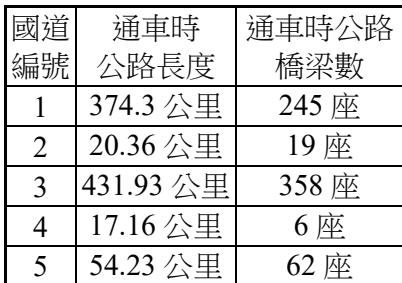 國道 通車時 通車時公路
編號 公路長度 橋梁數
1 374.3 公里 245 座
2 20.36 公里 19 座
3 431.93 公里 358 座
4 17.16 公里 6 座
5 54.23 公里 62 座